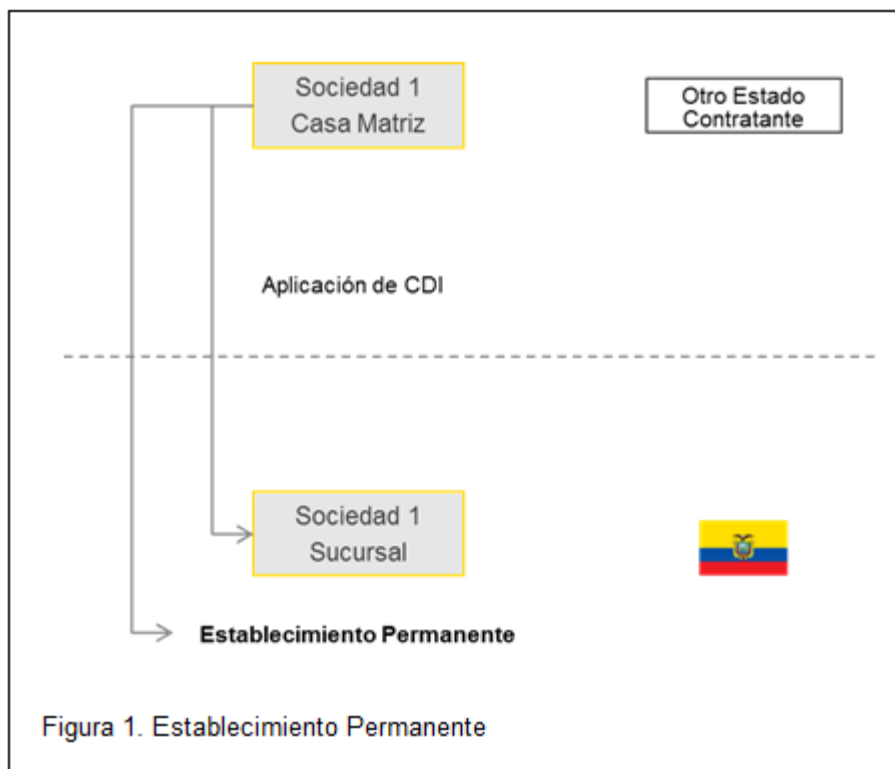 Sociedad 1
Casa Matriz
Otro Estado
Contratante
Aplicación de CDI
Sociedad 1
Sucursal
Establecimiento Permanente
Figura 1. Establecimiento Permanente